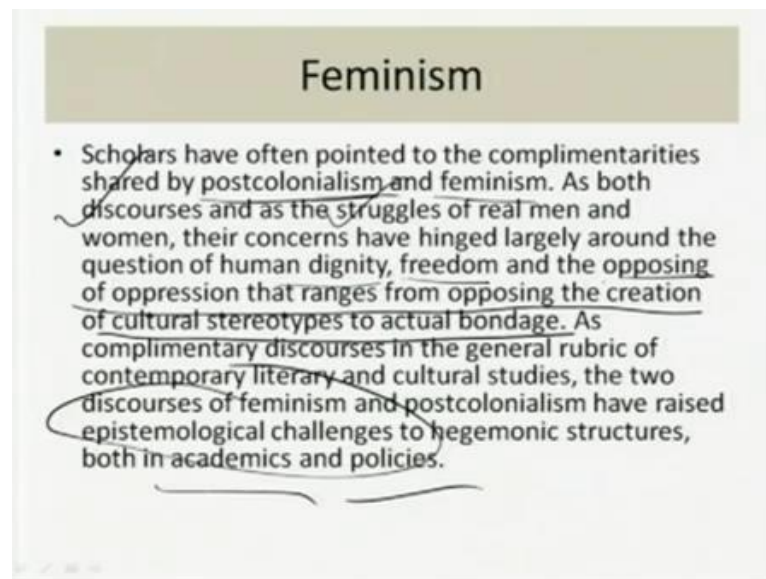 Feminism
• Scholars have often pointed to the complimentarities
shared by postcolonialism and feminism. As both
discourses and as the struggles of real men and
women, their concerns have hinged largely around the
question of human dignity, freedom and the opposing
of oppression that ranges from opposing the creation
of cultural stereotypes to actual bondage. As
complimentary discourses in the general rubric of
contemporary literary and cultural studies, the two
discourses of feminism and postcolonialism have raised
epistemological challenges to hegemonic structures,
both in academics and policies.